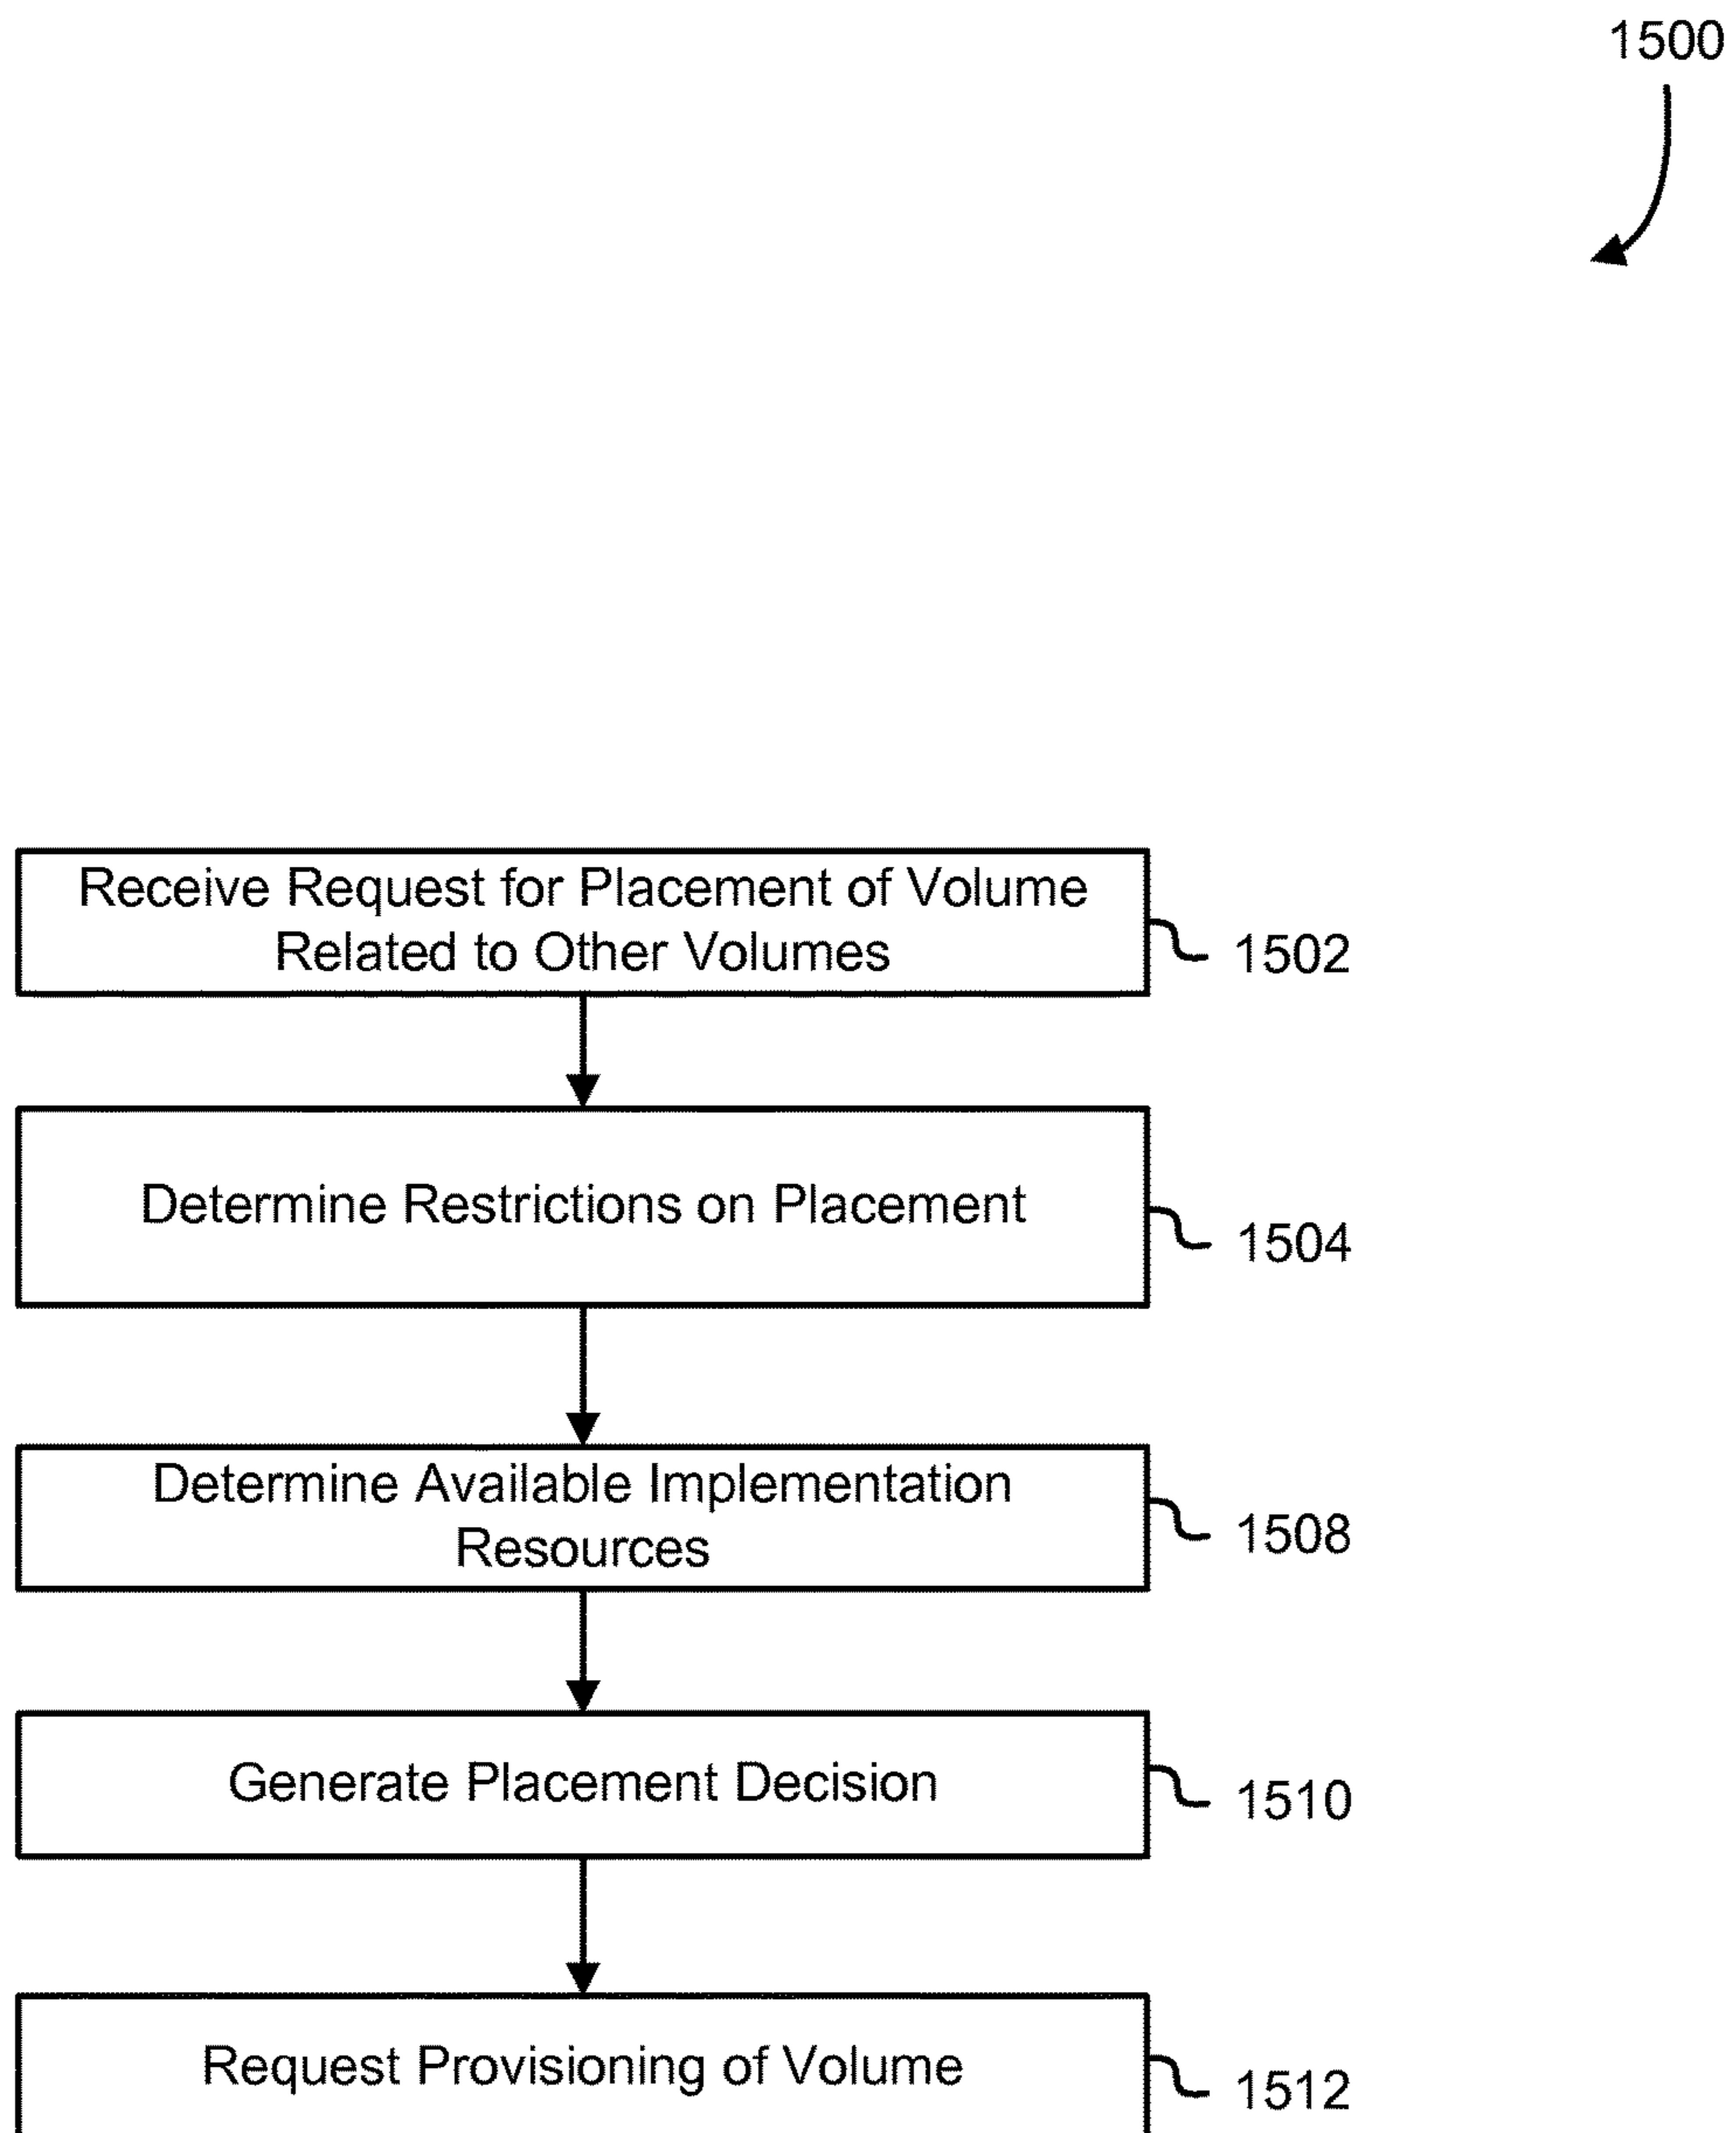 1500
Receive Request for Placement of Volume
Related to Other Volumes
1502
Determine Restrictions on Placement
1504
Determine Available Implementation
Resources
1508
Generate Placement Decision
1510
Request Provisioning of Volume
1512